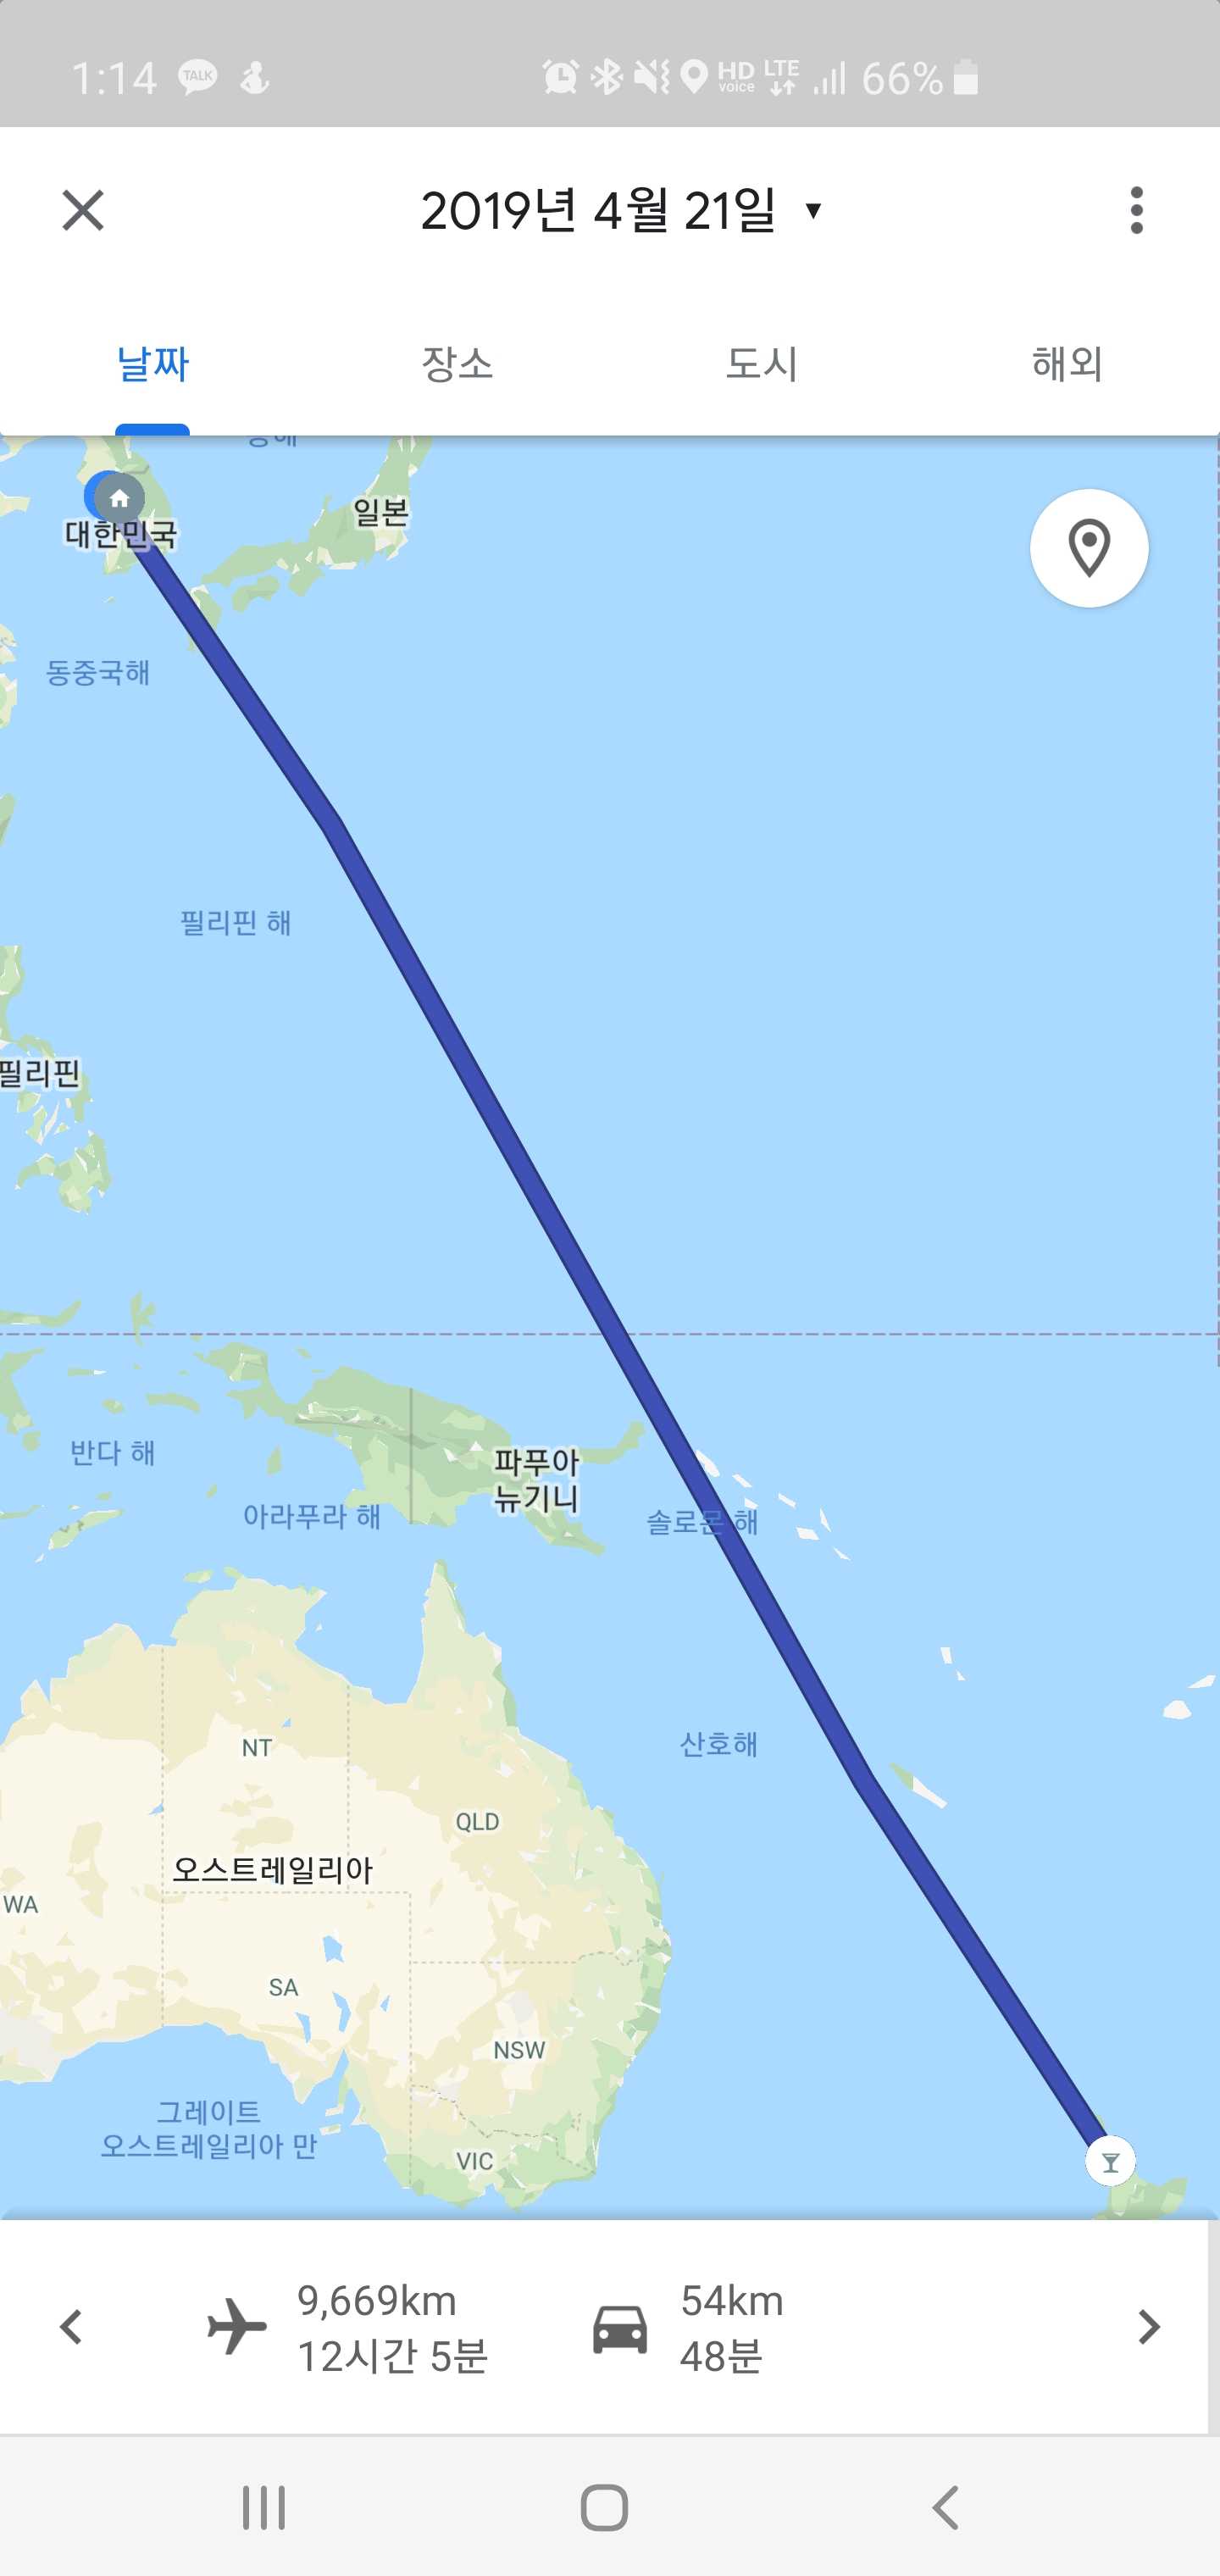 1:14 TALK HD voice LTE 66%
2019년 4월 21일
날짜 장소 도시 해외
동해
대한민국
일본
동중국해
필리핀 해
필리핀
반다 해
파푸아
뉴기니
아라푸라 해
솔로몬 해
산호해
NT
QLD
오스트레일리아
WA
SA
NSW
그레이트
오스트레일리아 만
VIC
9,669km
12시간 5분
54km
48분